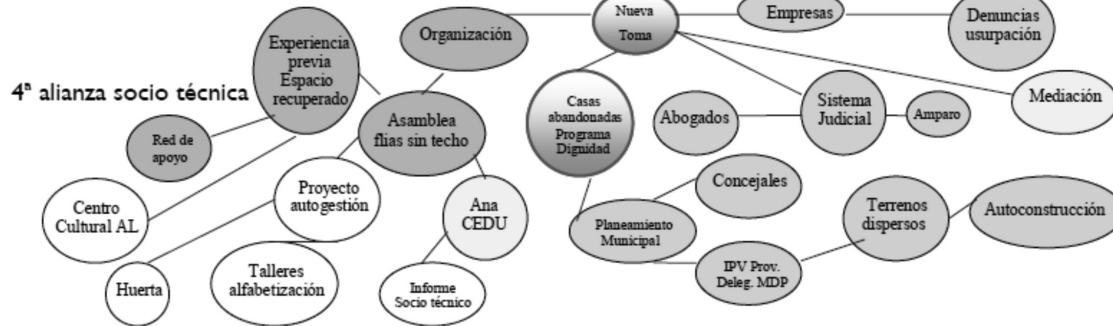 Nueva
Toma
Empresas
Denuncias
usurpación
Organización
Experiencia
previa
Espacio
recuperado
4ª alianza socio técnica
Red de
apoyo
Asamblea
flias sin techo
Casas
abandonadas
Programa
Dignidad
Abogados
Sistema
Judicial
Amparo
Mediación
Centro
Cultural AL
Proyecto
autogestión
Ana
CEDU
Concejales
Planeamiento
Municipal
Terrenos
dispersos
Autoconstrucción
Huerta
Talleres
alfabetización
Informe
Socio técnico
IPV Prov.
Deleg. MDP